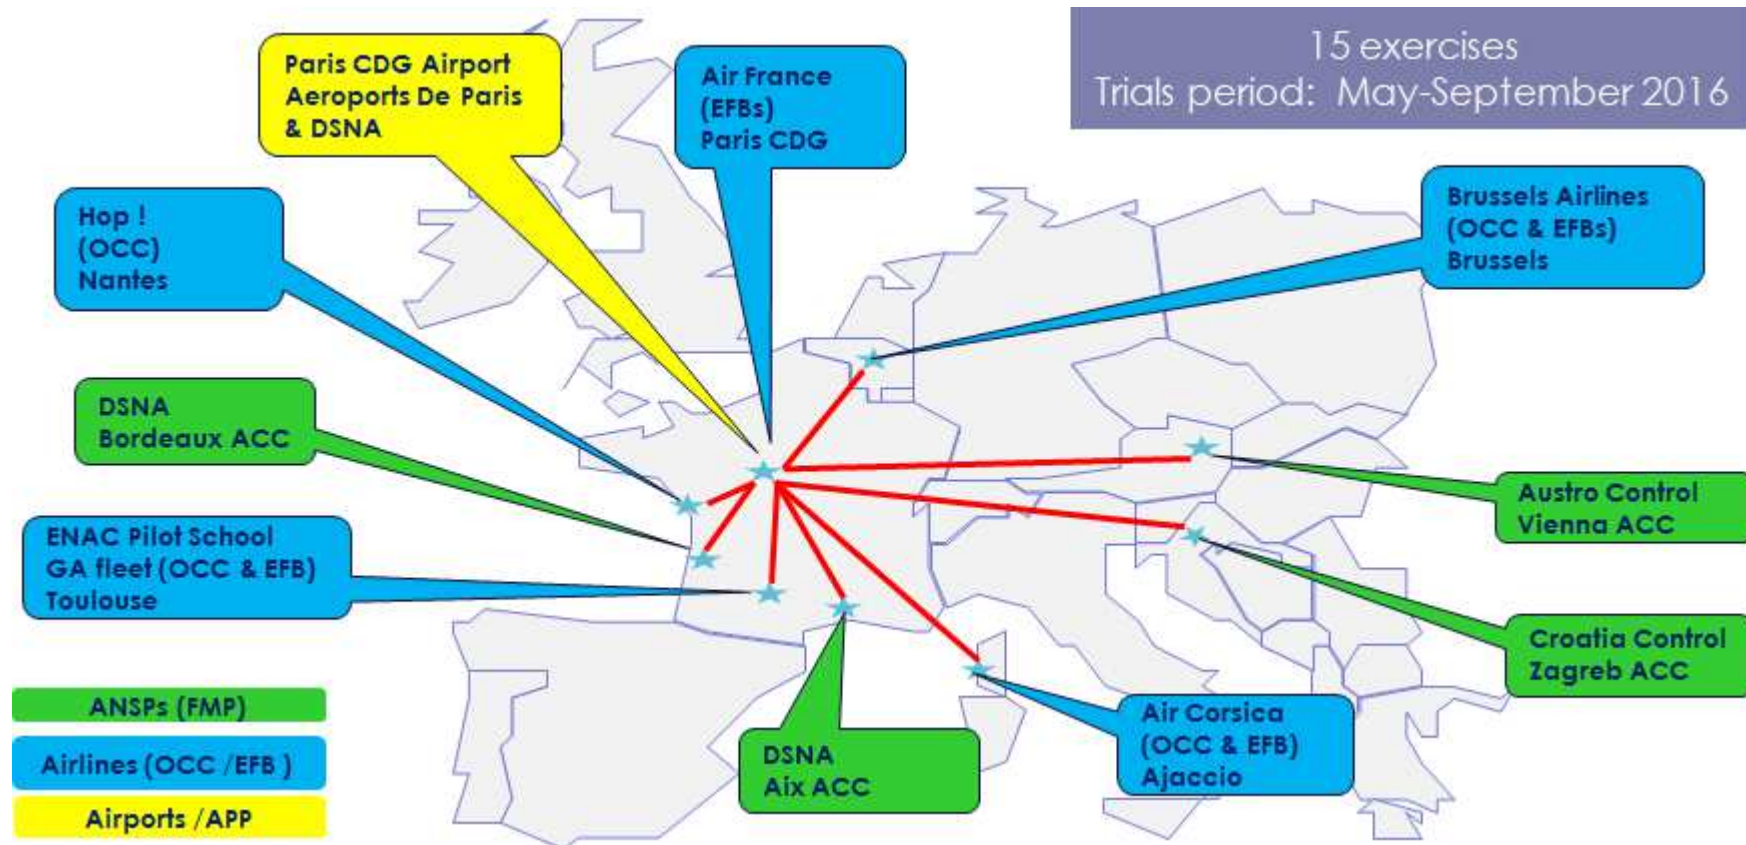 15 exercises
Trials period: May-September 2016
Paris CDG Airport
Aeroports De Paris
& DSNA
Air France
(EFBs)
Paris CDG
Brussels Airlines
(OCC & EFBs)
Brussels
Hop !
(OCC)
Nantes
DSNA
Bordeaux ACC
ENAC Pilot School
GA fleet (OCC & EFB)
Toulouse
Austro Control
Vienna ACC
Croatia Control
Zagreb ACC
Air Corsica
(OCC & EFB)
Ajaccio
DSNA
Aix ACC
ANSPs (FMP)
Airlines (OCC /EFB )
Airports /APP